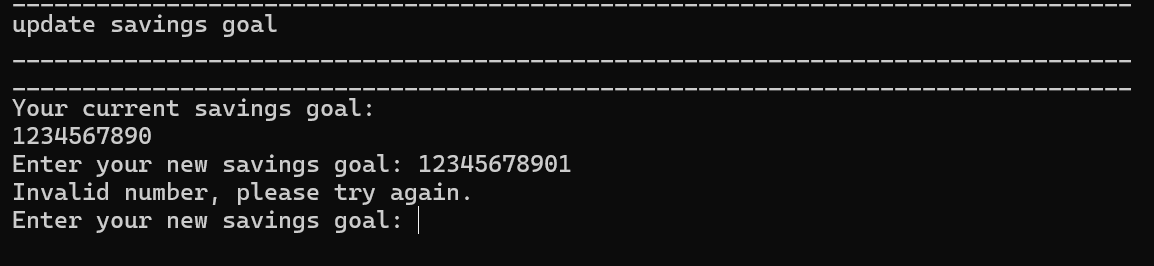 update savings goal
Your current savings goal:
1234567890
Enter your new savings goal: 12345678901
Invalid number, please try again.
Enter your new savings goal: